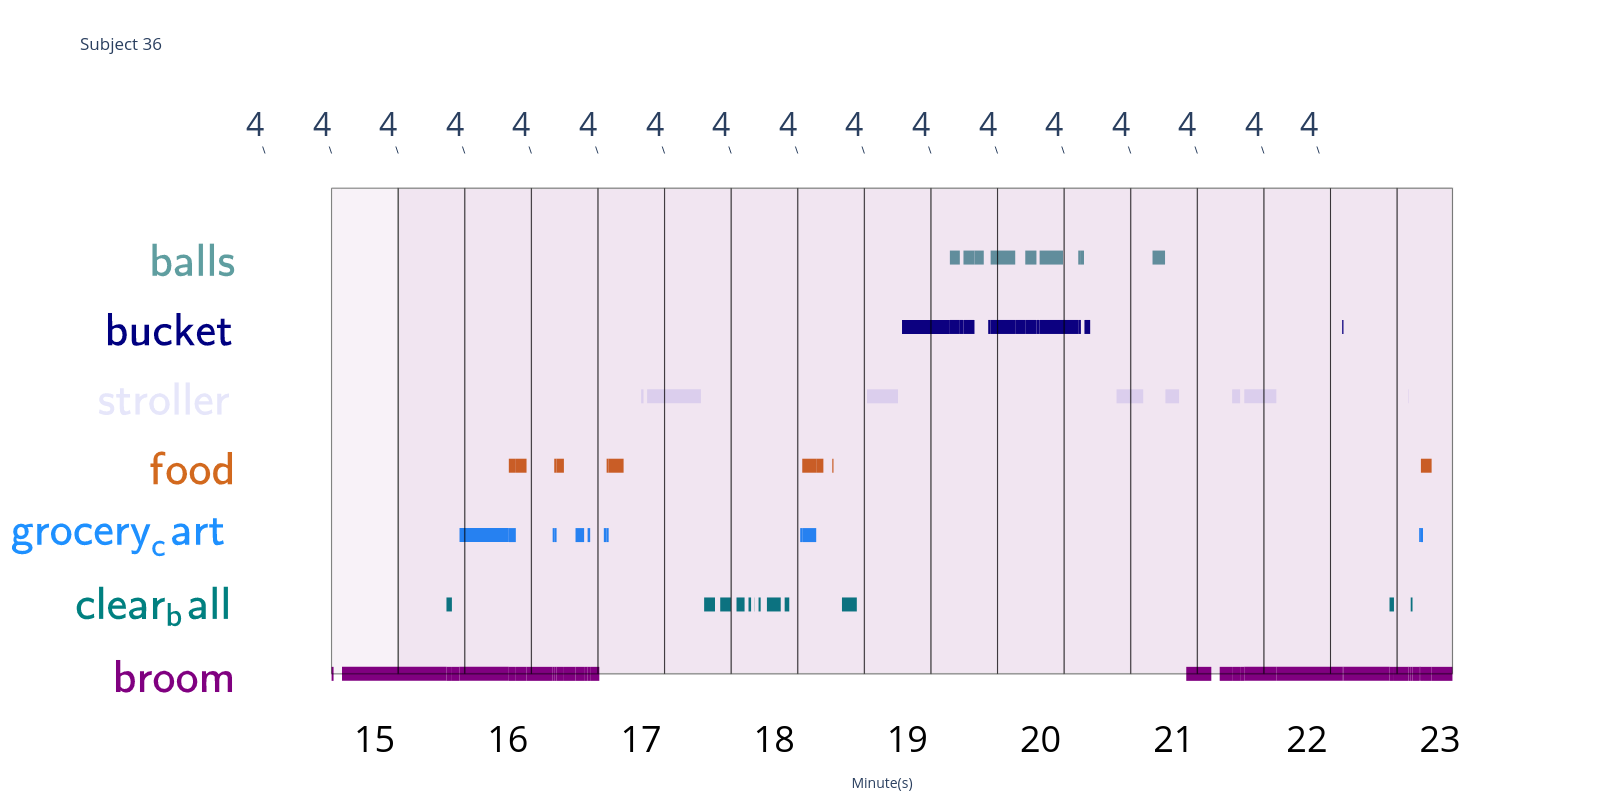 Subject 36
4 4 4 4 4 4 4 4 4 4 4 4 4 4 4 4 4
balls
bucket
stroller
food
grocery_c art
clear_b all
broom
15 16 17 18 19 20 21 22 23
Minute(s)